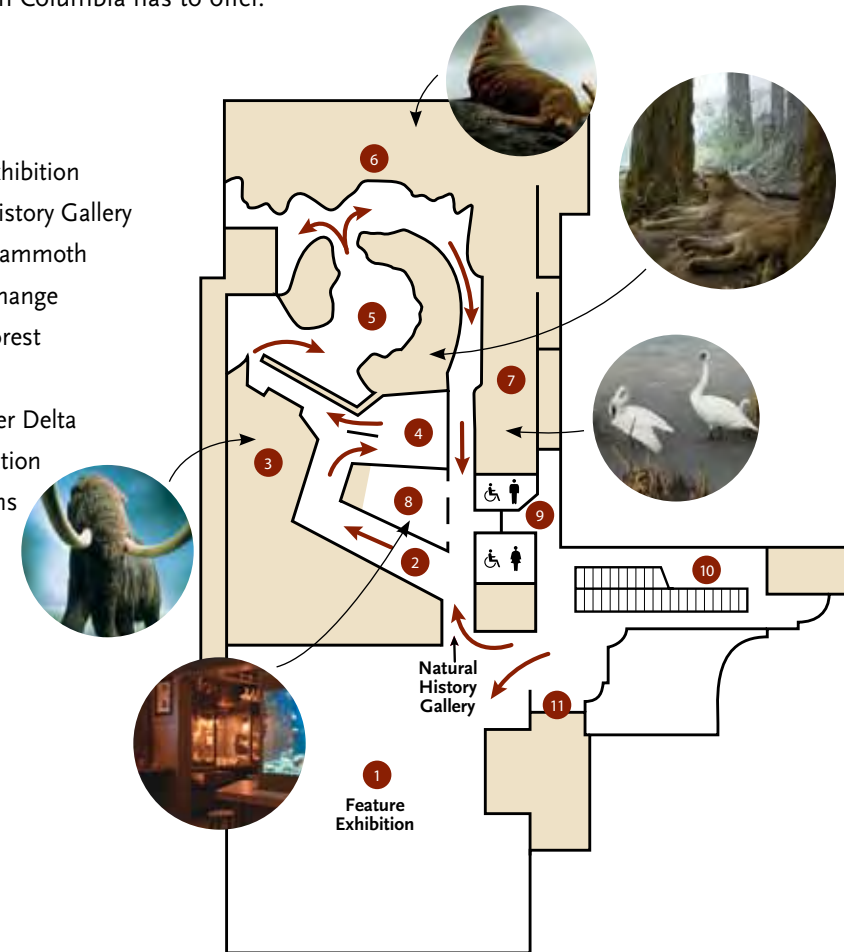 Columbia has to offer.
hibition
istory Gallery
ammoth
hange
rest
er Delta
tion
ns
6
5
7
4
3
8
9
2
10
Natural
History
Gallery
11
1
Feature
Exhibition